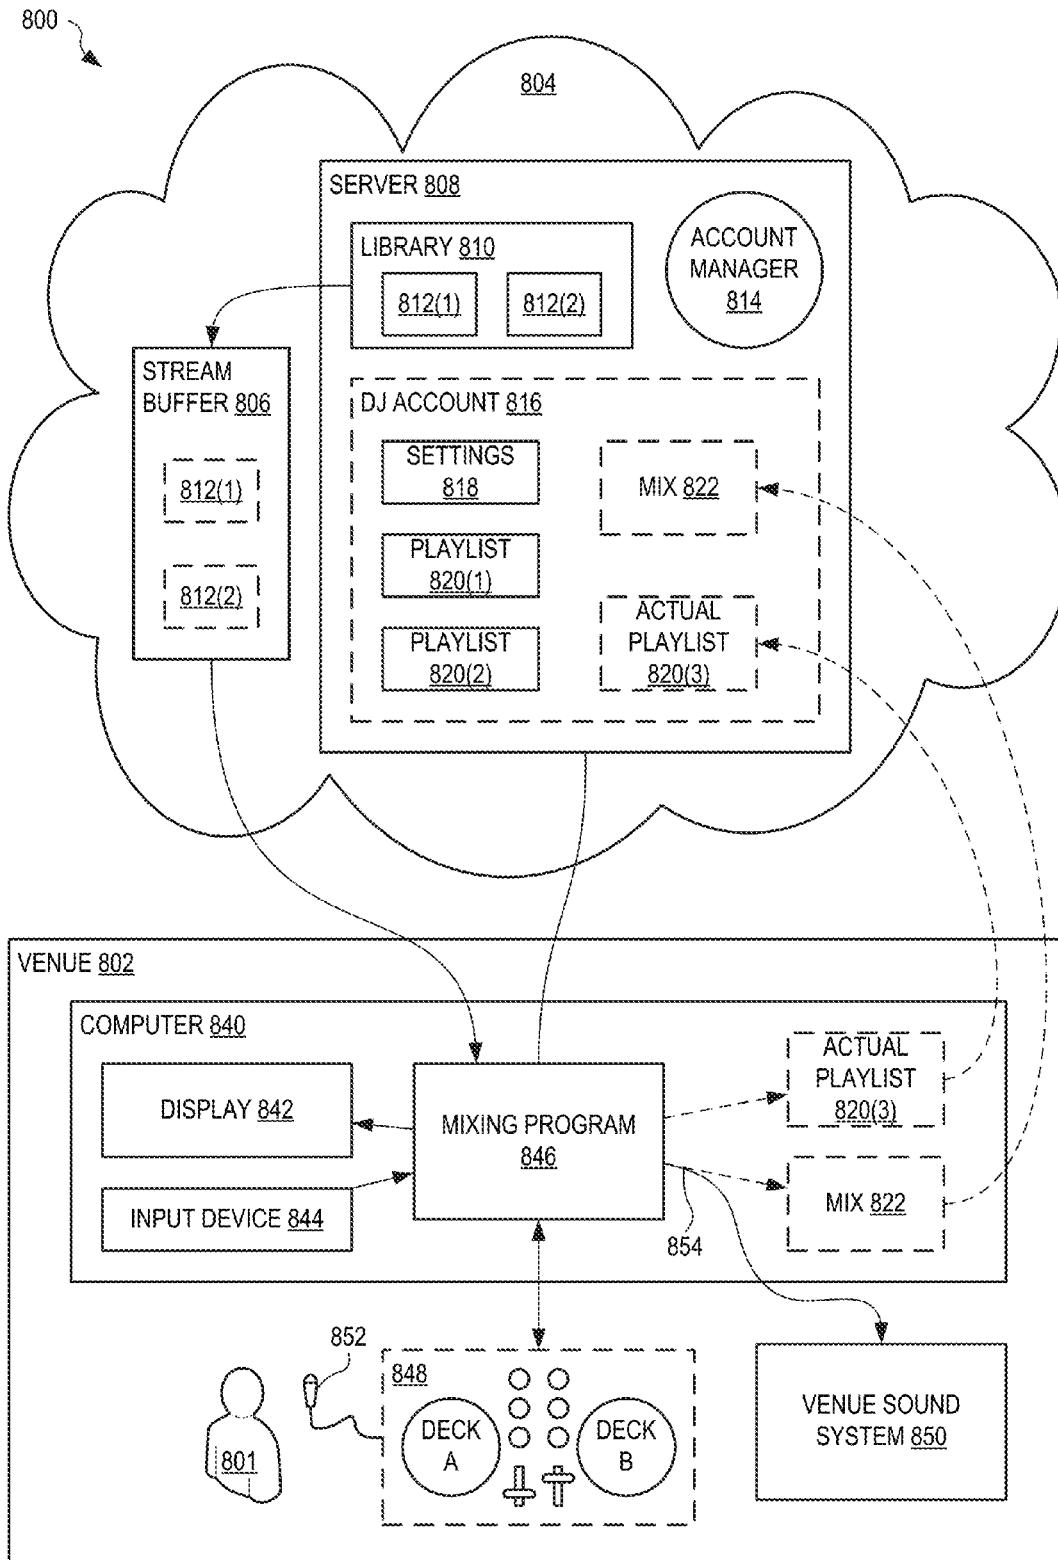 800
804
SERVER 808
LIBRARY 810
812(1)
812(2)
ACCOUNT
MANAGER
814
STREAM
BUFFER 806
812(1)
812(2)
DJ ACCOUNT 816
SETTINGS
818
MIX 822
PLAYLIST
820(1)
PLAYLIST
820(2)
ACTUAL
PLAYLIST
820(3)
VENUE 802
COMPUTER 840
DISPLAY 842
INPUT DEVICE 844
MIXING PROGRAM
846
ACTUAL
PLAYLIST
820(3)
MIX 822
854
852
848
DECK
A
DECK
B
801
VENUE SOUND
SYSTEM 850